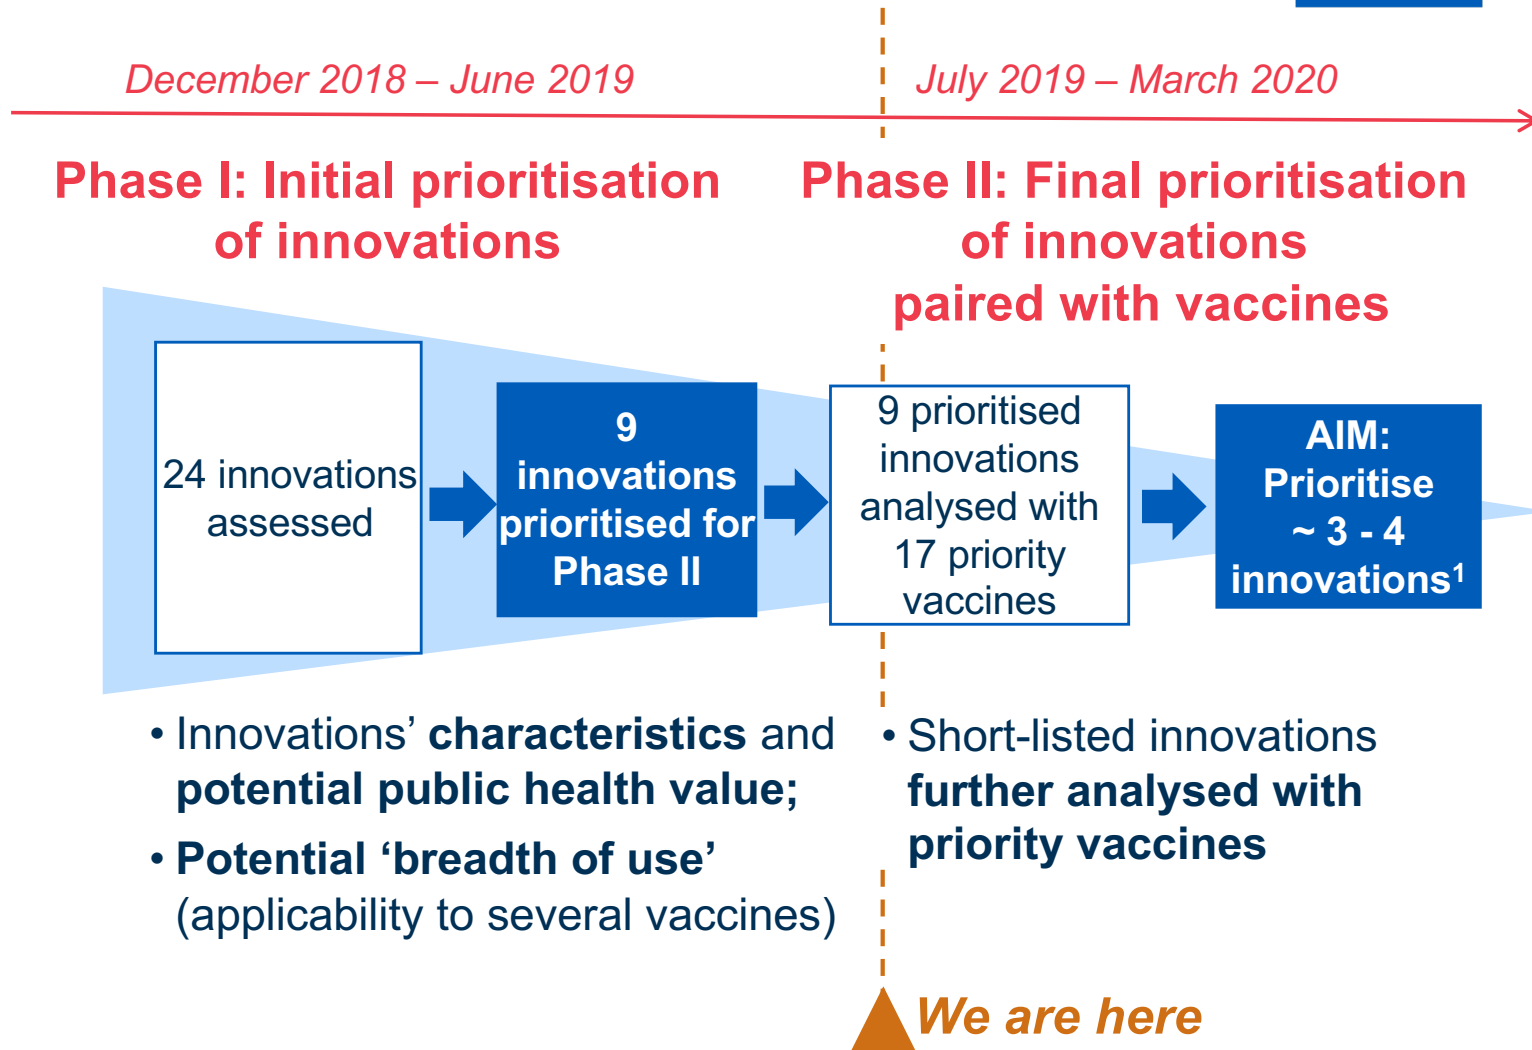 December 2018 – June 2019
July 2019 – March 2020
Phase I: Initial prioritisation
of innovations
Phase II: Final prioritisation
of innovations
paired with vaccines
24 innovations
assessed
9
innovations
prioritised for
Phase II
9 prioritised
innovations
analysed with
17 priority
vaccines
AIM:
Prioritise
~ 3 - 4
innovations¹
• Innovations’ characteristics and
potential public health value;
• Potential ‘breadth of use’
(applicability to several vaccines)
• Short-listed innovations
further analysed with
priority vaccines
We are here